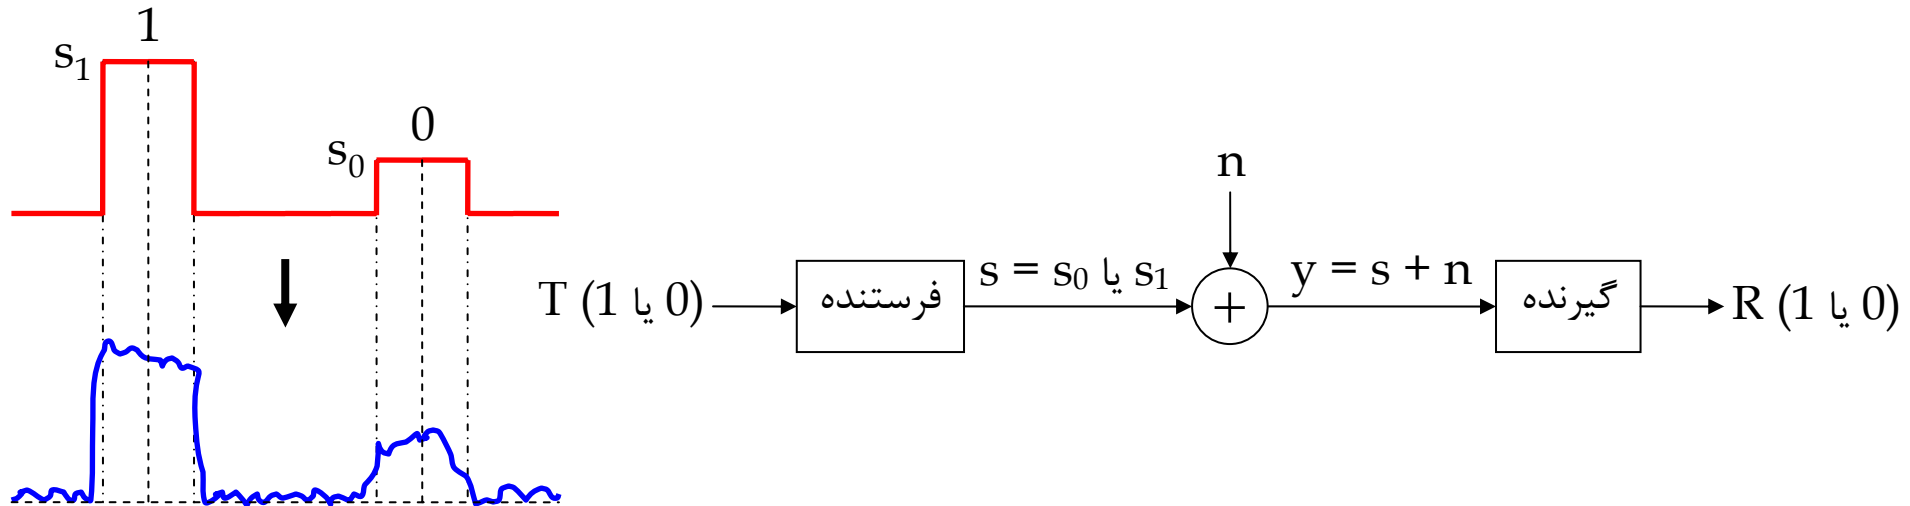 1
s₁
0
s₀
n
T (1 یا 0)
فرستنده
s = s₀ یا s₁
+
y = s + n
گیرنده
R (1 یا 0)